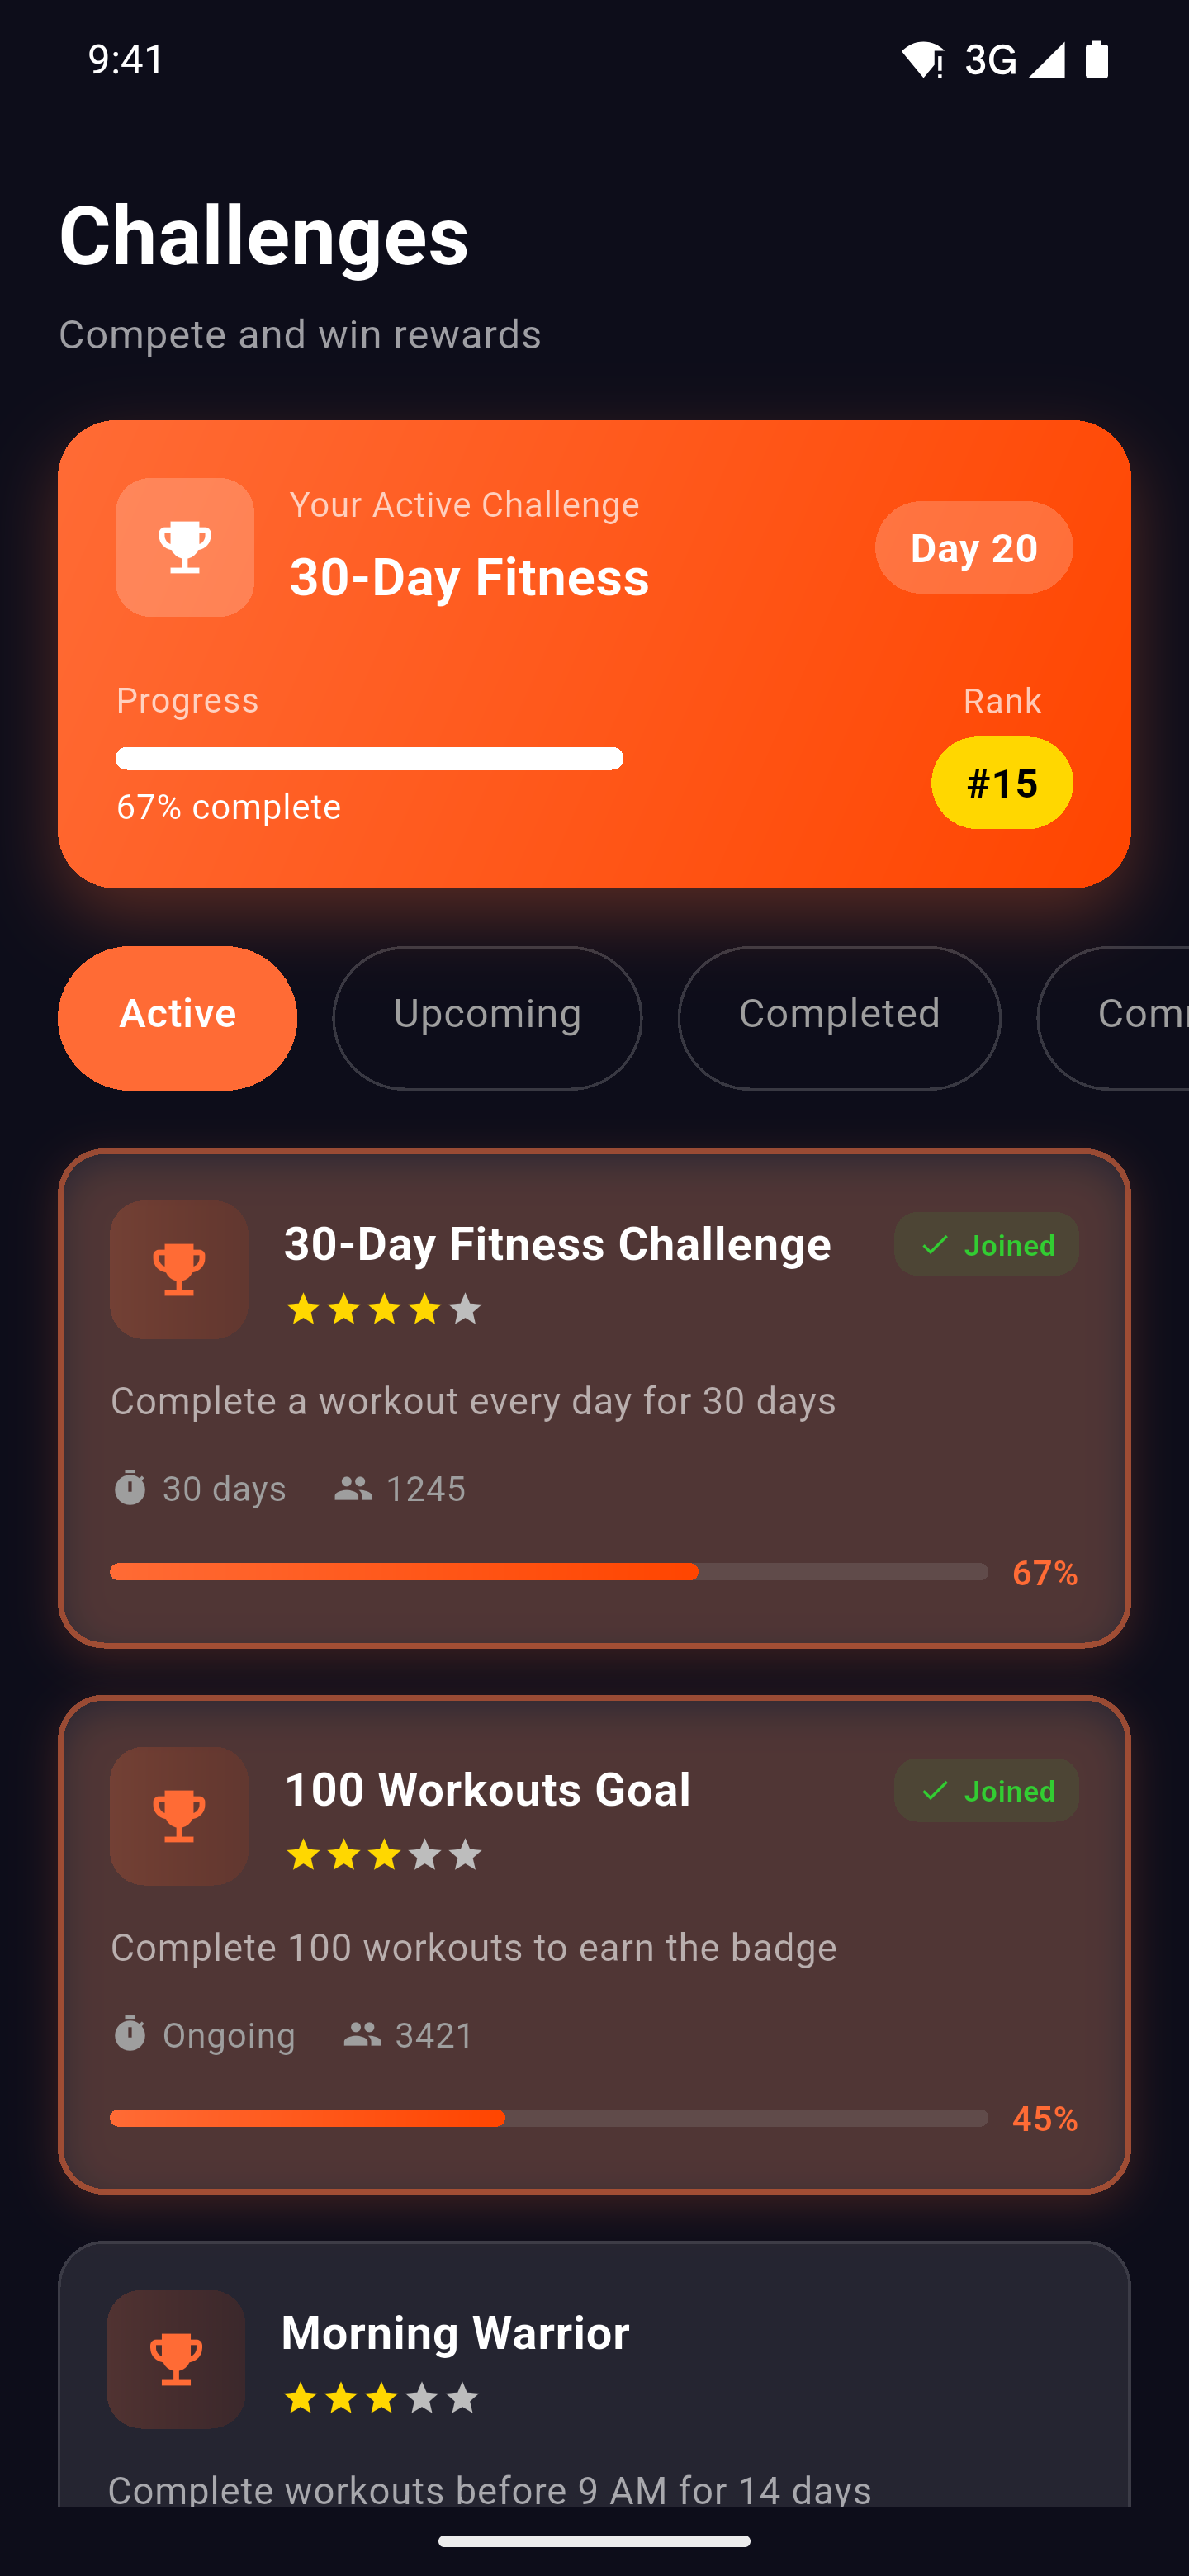 9:41
3G
Challenges
Compete and win rewards
Your Active Challenge
30-Day Fitness
Day 20
Progress
Rank
#15
67% complete
Active
Upcoming
Completed
30-Day Fitness Challenge
Joined
Complete a workout every day for 30 days
30 days
1245
67%
100 Workouts Goal
Joined
Complete 100 workouts to earn the badge
Ongoing
3421
45%
Morning Warrior
Complete workouts before 9 AM for 14 days